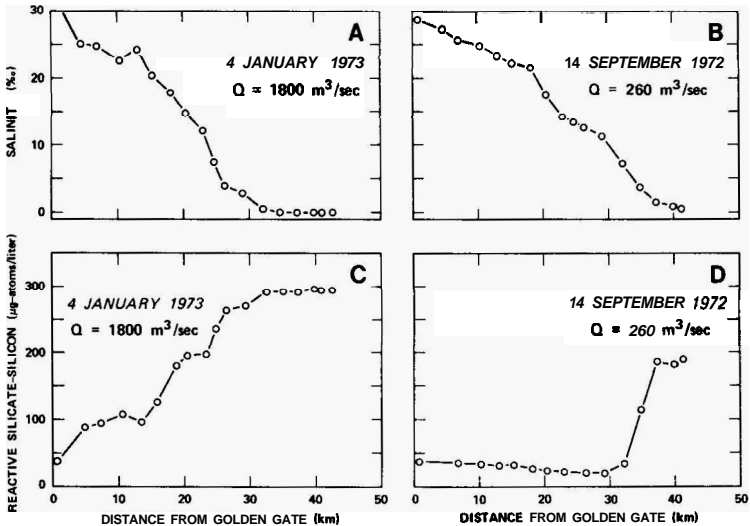 A
4 JANUARY 1973
Q = 1800 m³/sec
30
20
10
0
SALINIT (‰)
B
14 SEPTEMBER 1972
Q = 260 m³/sec
C
4 JANUARY 1973
Q = 1800 m³/sec
300
200
100
0
REACTIVE SILICATE-SILICON (µg-atoms/liter)
0 10 20 30 40 50
DISTANCE FROM GOLDEN GATE (km)
D
14 SEPTEMBER 1972
Q = 260 m³/sec
0 10 20 30 40 50
DISTANCE FROM GOLDEN GATE (km)